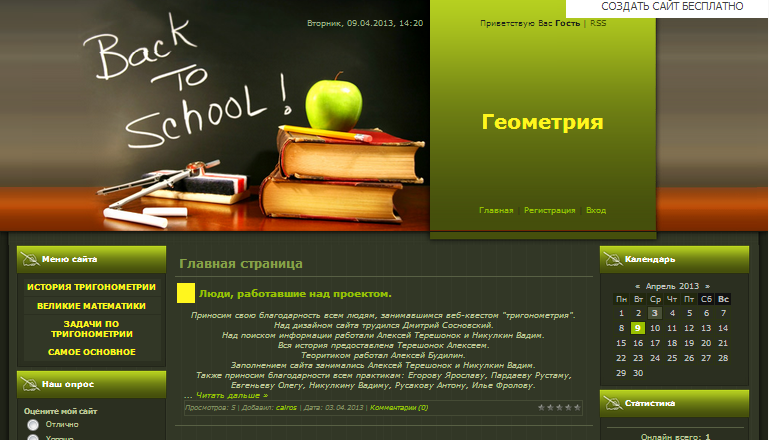 СОЗДАТЬ САЙТ БЕСПЛАТНО
Вторник, 09.04.2013, 14:20
Приветствую Вас Гость | RSS
Back
To
School!
Геометрия
Главная | Регистрация | Вход
Меню сайта
ИСТОРИЯ ТРИГОНОМЕТРИИ
ВЕЛИКИЕ МАТЕМАТИКИ
ЗАДАЧИ ПО
ТРИГОНОМЕТРИИ
САМОЕ ОСНОВНОЕ
Наш опрос
Оцените мой сайт
Отлично
Хорошо
Главная страница
Люди, работавшие над проектом.
Приносим свою благодарность всем людям, занимавшимся веб-квестом "тригонометрия".
Над дизайном сайта трудился Дмитрий Сосновский.
Над поиском информации работали Алексей Терешонок и Никулкин Вадим.
Вся история предоставлена Терешонок Алексеем.
Теоритиком работал Алексей Будилин.
Заполнением сайта занимались Алексей Терешонок и Никулкин Вадим.
Также приносим благодарности всем практикам: Егорову Ярославу, Пардаеву Рустаму,
Евгеньеву Олегу, Никулкину Вадиму, Русакову Антону, Илье Фролову.
... Читать дальше »
Просмотров: 5 | Добавил: cairos | Дата: 03.04.2013 | Комментарии (0)
Календарь
« Апрель 2013 »
Пн Вт Ср Чт Пт Сб Вс
1 2 3 4 5 6 7
8 9 10 11 12 13 14
15 16 17 18 19 20 21
22 23 24 25 26 27 28
29 30
Статистика
Онлайн всего: 1